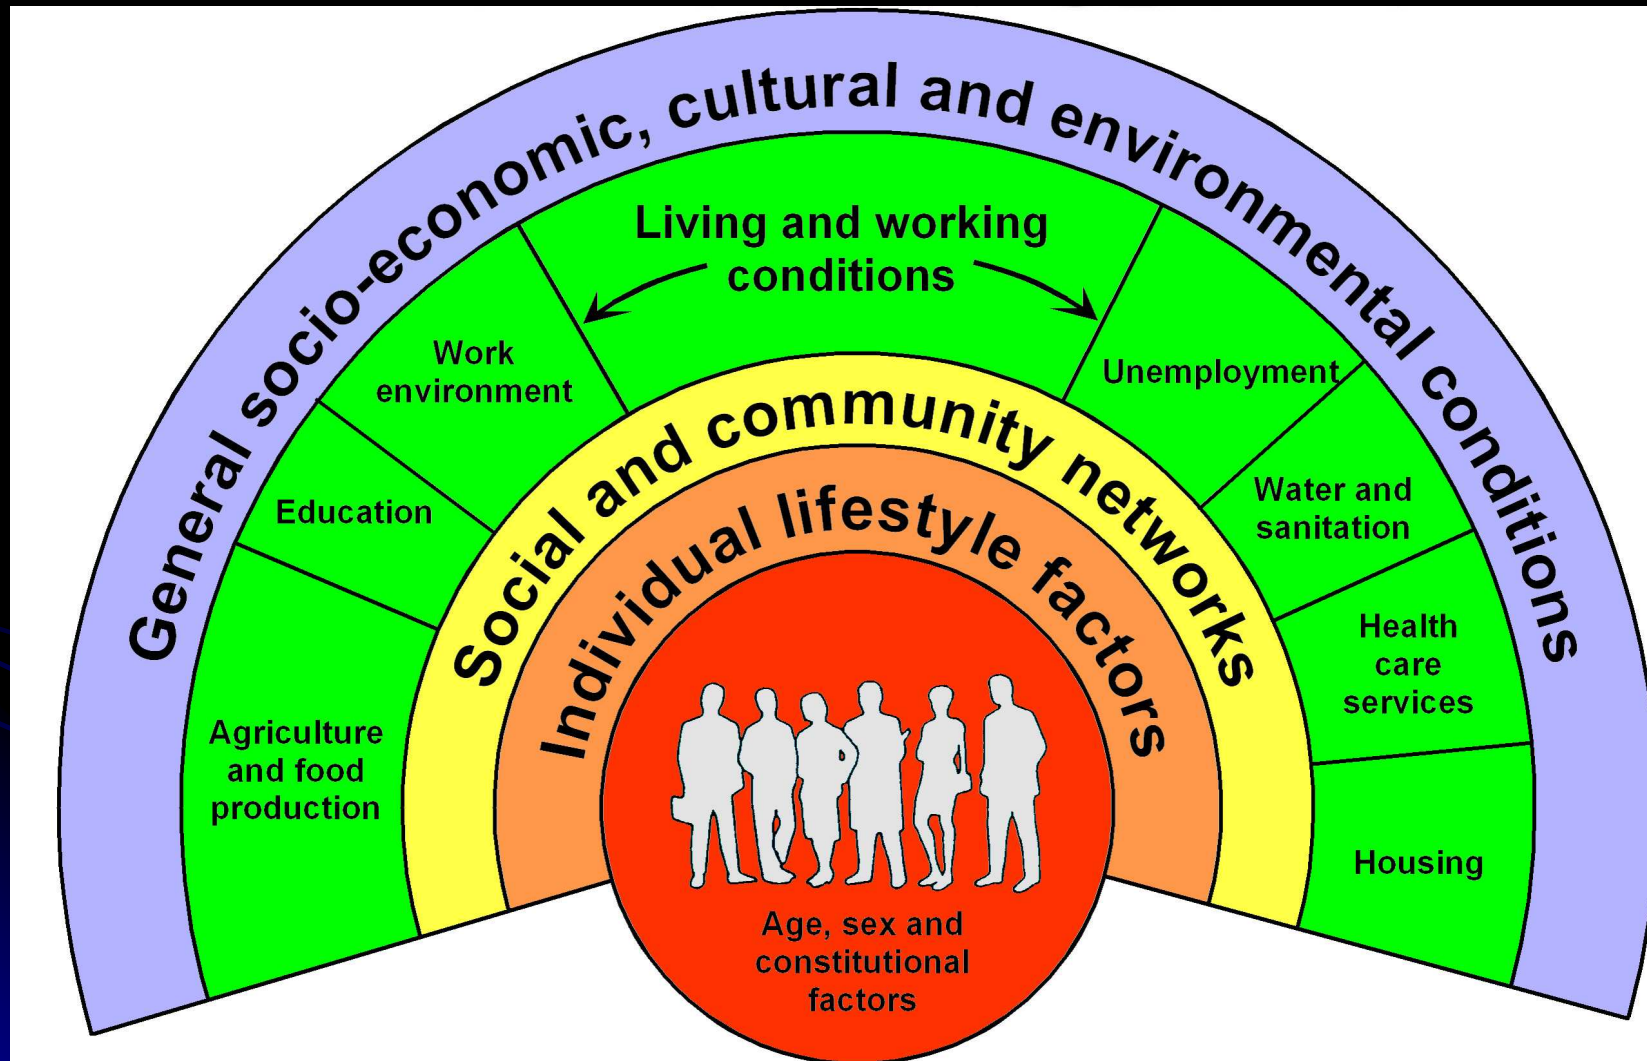 General socio-economic, cultural and environmental conditions
Living and working
conditions
Work
environment
Unemployment
Education
Water and
sanitation
Agriculture
and food
production
Health
care
services
Housing
Social and community networks
Individual lifestyle factors
Age, sex and
constitutional
factors